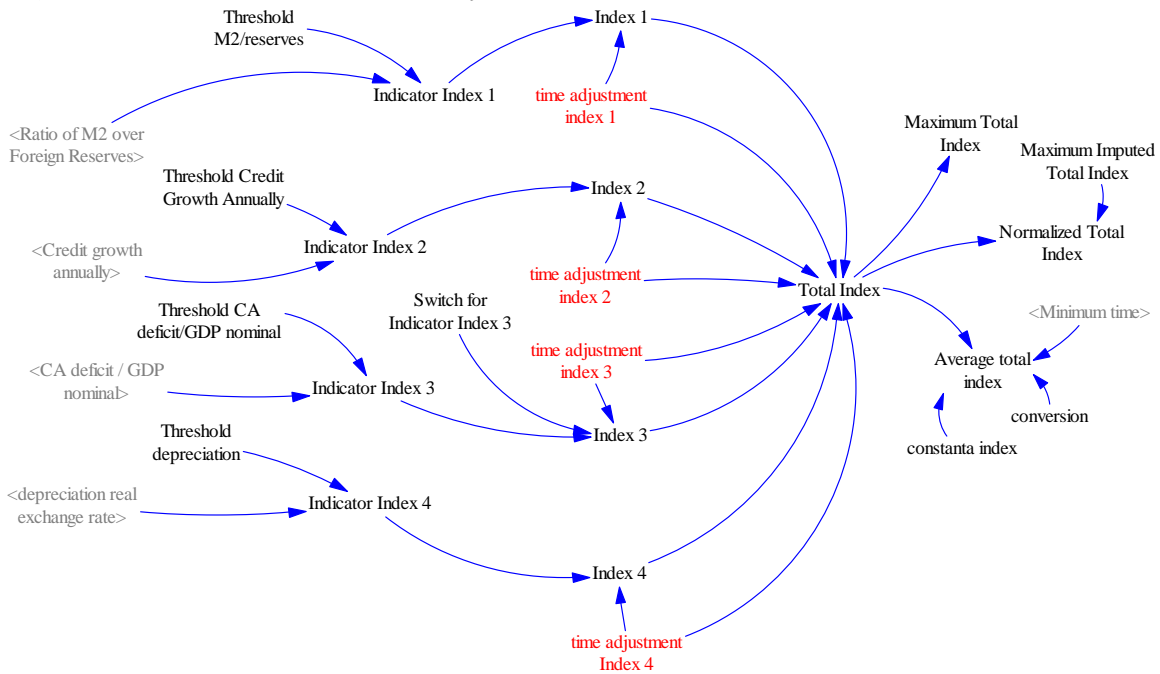 Threshold
M2/reserves
Index 1
Indicator Index 1
time adjustment
index 1
<Ratio of M2 over
Foreign Reserves>
Maximum Total
Index
Maximum Imputed
Total Index
Threshold Credit
Growth Annually
Index 2
Indicator Index 2
<Credit growth
annually>
Normalized Total
Index
time adjustment
index 2
Total Index
Threshold CA
deficit/GDP nominal
Switch for
Indicator Index 3
<Minimum time>
time adjustment
index 3
<CA deficit / GDP
nominal>
Indicator Index 3
Average total
index
conversion
constanta index
Threshold
depreciation
Index 3
<depreciation real
exchange rate>
Indicator Index 4
Index 4
time adjustment
Index 4